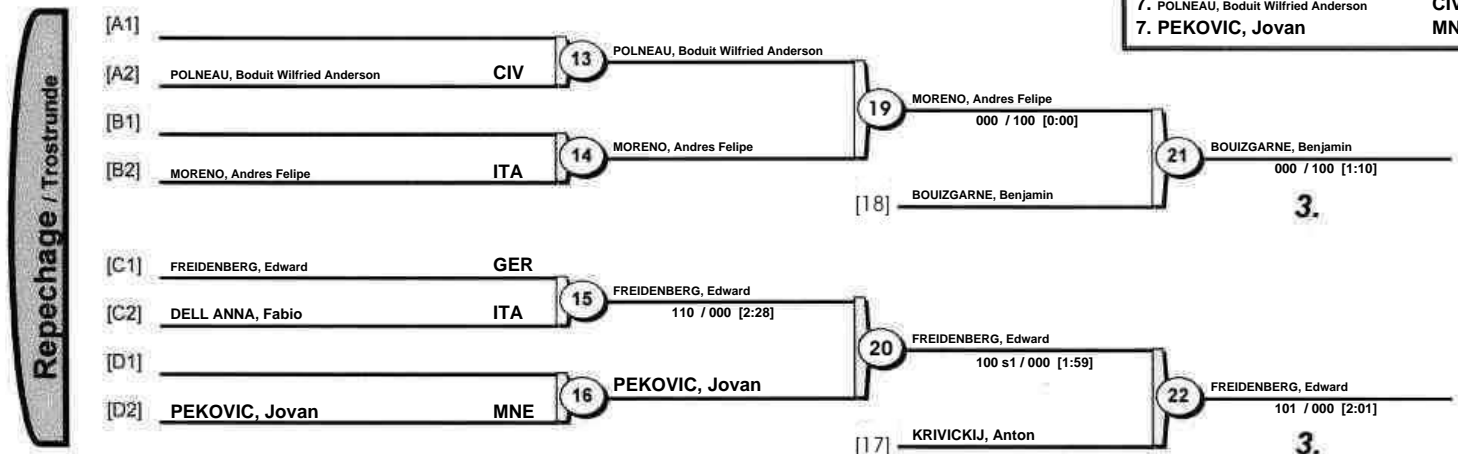 7. POLNEAU, Boduit Wilfried Anderson
7. PEKOVIC, Jovan
Repechage / Trostrunde
[A1]
[A2] POLNEAU, Boduit Wilfried Anderson CIV
13 POLNEAU, Boduit Wilfried Anderson
[B1]
[B2] MORENO, Andres Felipe ITA
14 MORENO, Andres Felipe
19 MORENO, Andres Felipe
000 / 100 [0:00]
[18] BOUIZGARNE, Benjamin
21 BOUIZGARNE, Benjamin
000 / 100 [1:10]
3.
[C1] FREIDENBERG, Edward GER
[C2] DELL ANNA, Fabio ITA
15 FREIDENBERG, Edward
110 / 000 [2:28]
[D1]
[D2] PEKOVIC, Jovan MNE
16 PEKOVIC, Jovan
20 FREIDENBERG, Edward
100 s1 / 000 [1:59]
[17] KRIVICKIJ, Anton
22 FREIDENBERG, Edward
101 / 000 [2:01]
3.